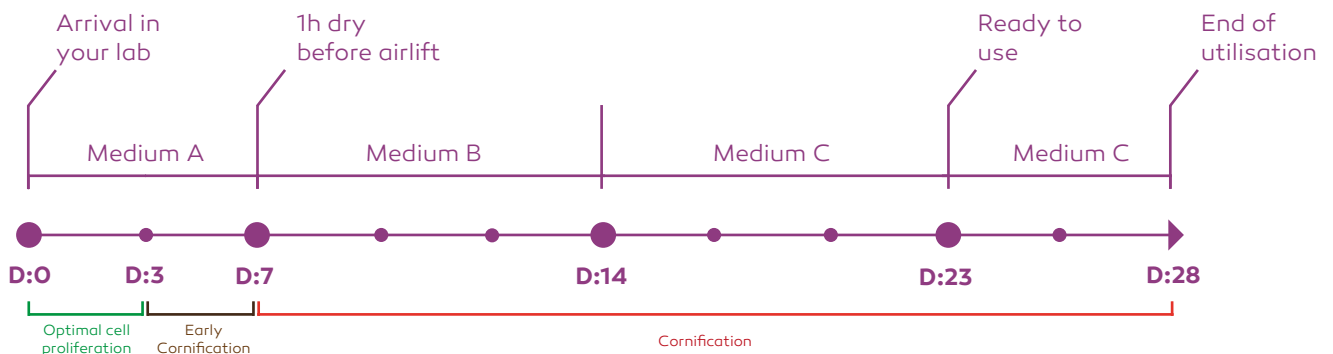 Arrival in
your lab
1h dry
before airlift
Ready to
use
End of
utilisation
Medium A
Medium B
Medium C
Medium C
D:0
D:3
D:7
D:14
D:23
D:28
Optimal cell
proliferation
Early
Cornification
Cornification